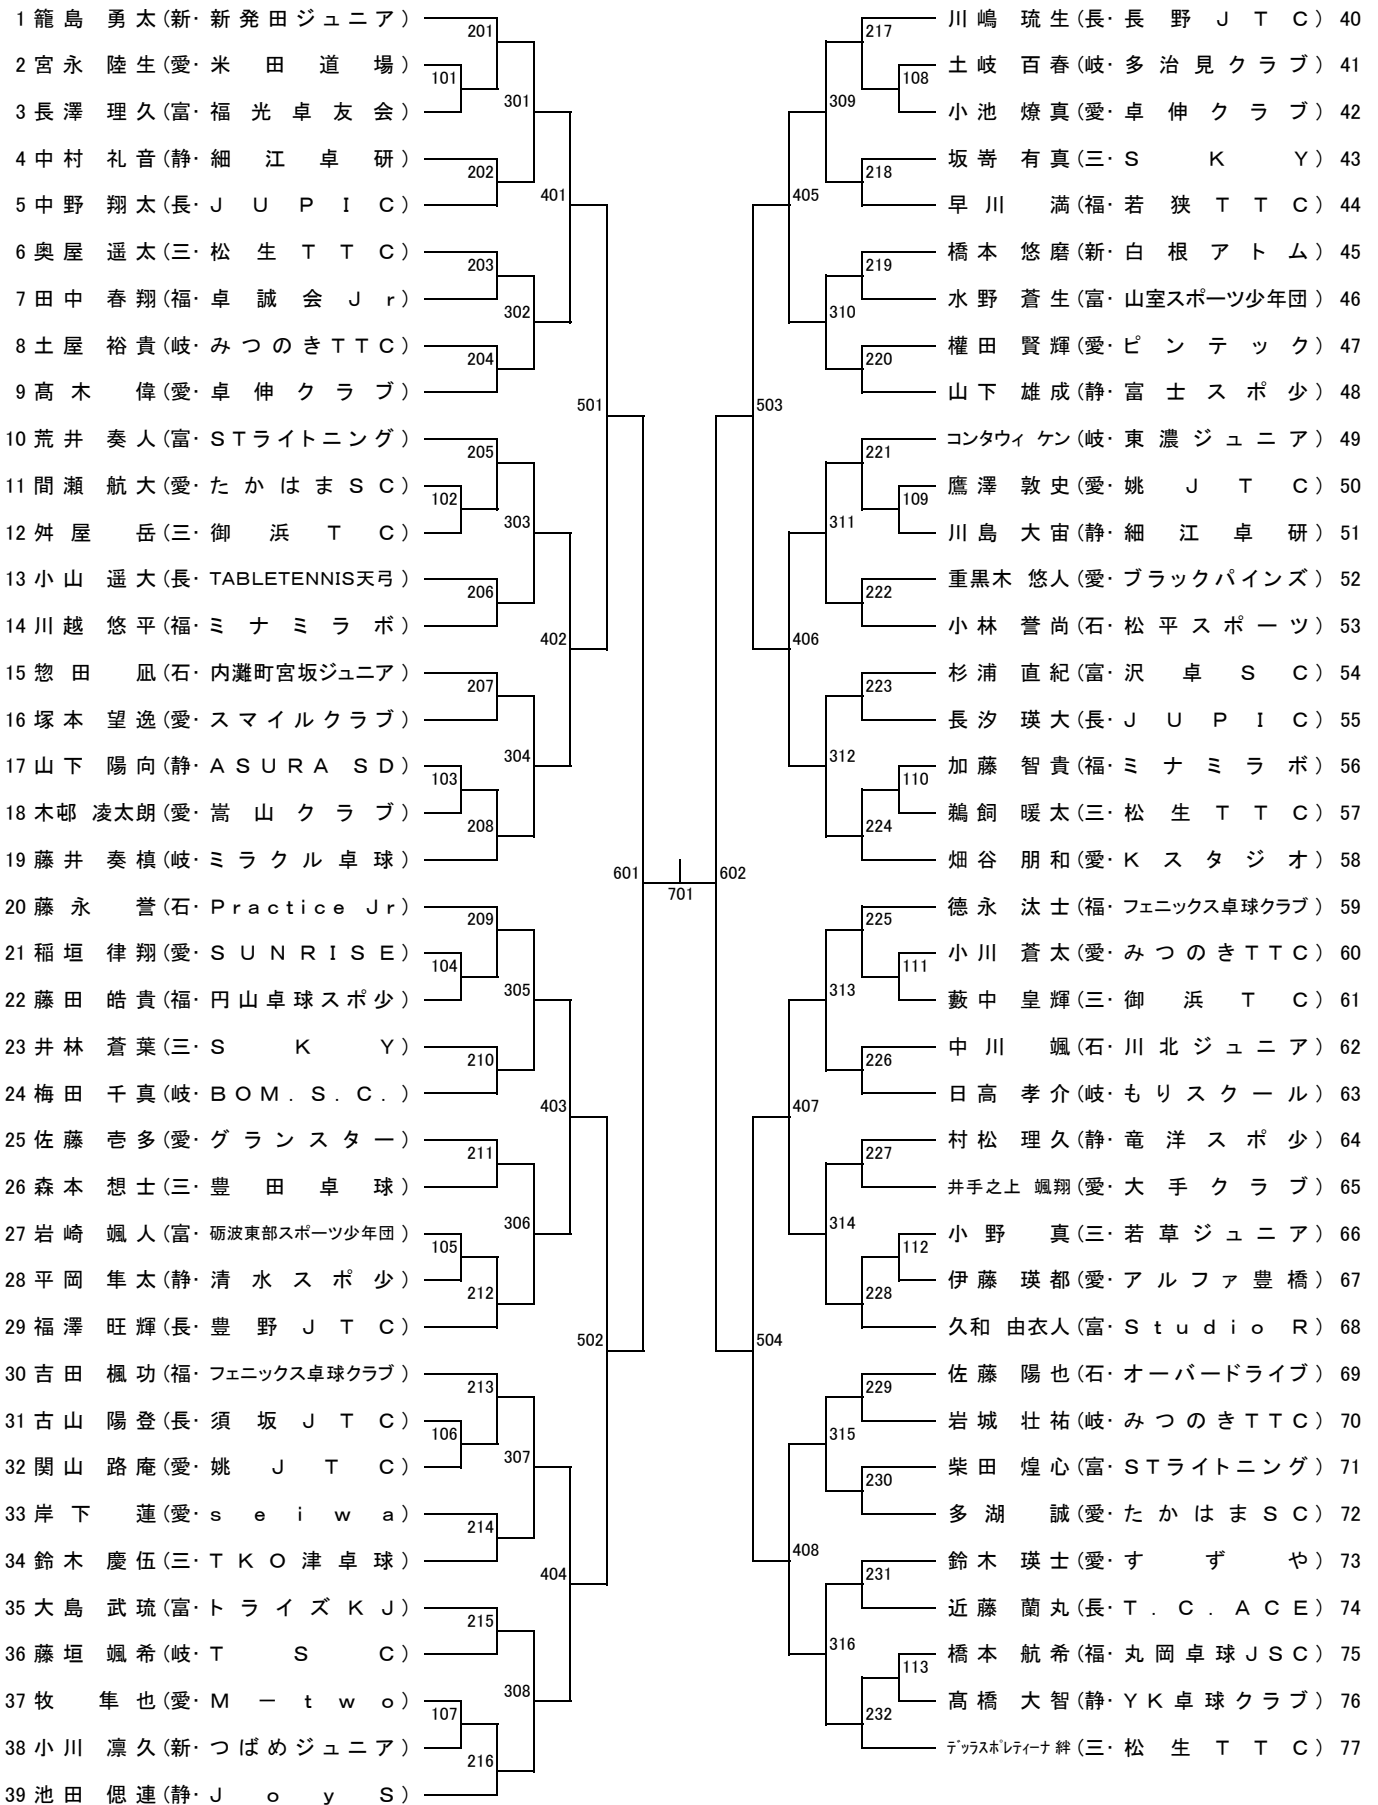 1 籠島 勇太 (新・新発田ジュニア)
2 宮永 陸生 (愛・米田道場)
3 長澤 理久 (富・福光卓友会)
4 中村 礼音 (静・細江卓研)
5 中野 翔太 (長・JUPIC)
6 奥屋 遥太 (三・松生TTC)
7 田中 春翔 (福・卓誠会Jr)
8 土屋 裕貴 (岐・みつのきTTC)
9 髙木 偉 (愛・卓伸クラブ)
10 荒井 奏人 (富・STライトニング)
11 間瀬 航大 (愛・たかはまSC)
12 舛屋 岳 (三・御浜TC)
13 小山 遥大 (長・TABLETENNIS天弓)
14 川越 悠平 (福・ミナミラボ)
15 惣田 凪 (石・内灘町宮坂ジュニア)
16 塚本 望逸 (愛・スマイルクラブ)
17 山下 陽向 (静・ASURA SD)
18 木邨 凌太朗 (愛・嵩山クラブ)
19 藤井 奏槙 (岐・ミラクル卓球)
20 藤永 誉 (石・Practice Jr)
21 稲垣 律翔 (愛・SUNRISE)
22 藤田 皓貴 (福・円山卓球スポ少)
23 井林 蒼葉 (三・SKY)
24 梅田 千真 (岐・BOM.S.C.)
25 佐藤 壱多 (愛・グランスター)
26 森本 想士 (三・豊田卓球)
27 岩崎 颯人 (富・砺波東部スポーツ少年団)
28 平岡 隼太 (静・清水スポ少)
29 福澤 旺輝 (長・豊野JTC)
30 吉田 楓功 (福・フェニックス卓球クラブ)
31 古山 陽登 (長・須坂JTC)
32 関山 路庵 (愛・姚JTC)
33 岸下 蓮 (愛・seiwa)
34 鈴木 慶伍 (三・TKO津卓球)
35 大島 武琉 (富・トライズKJ)
36 藤垣 颯希 (岐・TSC)
37 牧 隼也 (愛・M－two)
38 小川 凛久 (新・つばめジュニア)
39 池田 偲連 (静・JoyS)
201
101
301
202
401
203
302
204
501
205
102
303
206
402
207
304
103
208
601
209
104
305
210
403
211
306
105
212
502
213
106
307
214
404
215
308
107
216
701
602
217
108
309
218
405
219
310
220
503
221
109
311
222
406
223
312
110
224
225
111
313
226
407
227
314
112
228
504
229
315
230
408
231
316
113
232
川嶋 琉生 (長・長野JTC) 40
土岐 百春 (岐・多治見クラブ) 41
小池 燎真 (愛・卓伸クラブ) 42
坂嵜 有真 (三・SKY) 43
早川 満 (福・若狭TTC) 44
橋本 悠磨 (新・白根アトム) 45
水野 蒼生 (富・山室スポーツ少年団) 46
權田 賢輝 (愛・ピンテック) 47
山下 雄成 (静・富士スポ少) 48
コンタウィ ケン (岐・東濃ジュニア) 49
鷹澤 敦史 (愛・姚JTC) 50
川島 大宙 (静・細江卓研) 51
重黒木 悠人 (愛・ブラックパインズ) 52
小林 誉尚 (石・松平スポーツ) 53
杉浦 直紀 (富・沢卓SC) 54
長汐 瑛大 (長・JUPIC) 55
加藤 智貴 (福・ミナミラボ) 56
鵜飼 暖太 (三・松生TTC) 57
畑谷 朋和 (愛・Kスタジオ) 58
德永 汰士 (福・フェニックス卓球クラブ) 59
小川 蒼太 (愛・みつのきTTC) 60
藪中 皇輝 (三・御浜TC) 61
中川 颯 (石・川北ジュニア) 62
日高 孝介 (岐・もりスクール) 63
村松 理久 (静・竜洋スポ少) 64
井手之上 颯翔 (愛・大手クラブ) 65
小野 真 (三・若草ジュニア) 66
伊藤 瑛都 (愛・アルファ豊橋) 67
久和 由衣人 (富・Studio R) 68
佐藤 陽也 (石・オーバードライブ) 69
岩城 壮祐 (岐・みつのきTTC) 70
柴田 煌心 (富・STライトニング) 71
多湖 誠 (愛・たかはまSC) 72
鈴木 瑛士 (愛・すずや) 73
近藤 蘭丸 (長・T.C.ACE) 74
橋本 航希 (福・丸岡卓球JSC) 75
髙橋 大智 (静・YK卓球クラブ) 76
デッラスポレティーナ 絆 (三・松生TTC) 77